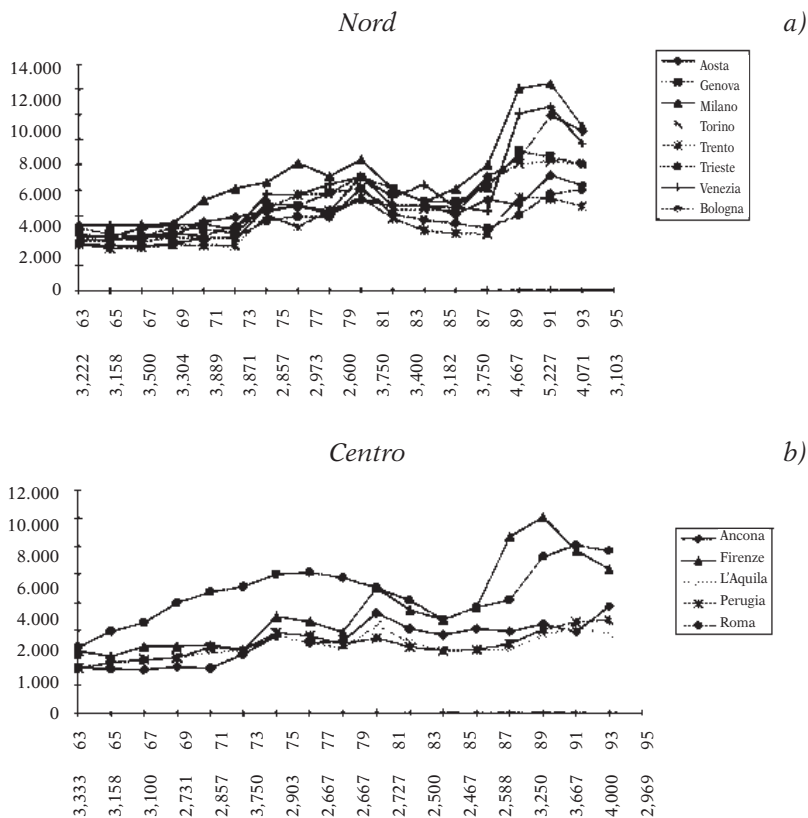 Nord
a)
14.000
12.000
10.000
8.000
6.000
4.000
2.000
0
Aosta
Genova
Milano
Torino
Trento
Trieste
Venezia
Bologna
63 65 67 69 71 73 75 77 79 81 83 85 87 89 91 93 95
3,222 3,158 3,500 3,304 3,889 3,871 2,857 2,973 2,600 3,750 3,400 3,182 3,750 4,667 5,227 4,071 3,103
Centro
b)
12.000
10.000
8.000
6.000
4.000
2.000
1.000
0
Ancona
Firenze
L'Aquila
Perugia
Roma
63 65 67 69 71 73 75 77 79 81 83 85 87 89 91 93 95
3,333 3,158 3,100 2,731 2,857 3,750 2,903 2,667 2,667 2,727 2,500 2,467 2,588 3,250 3,667 4,000 2,969